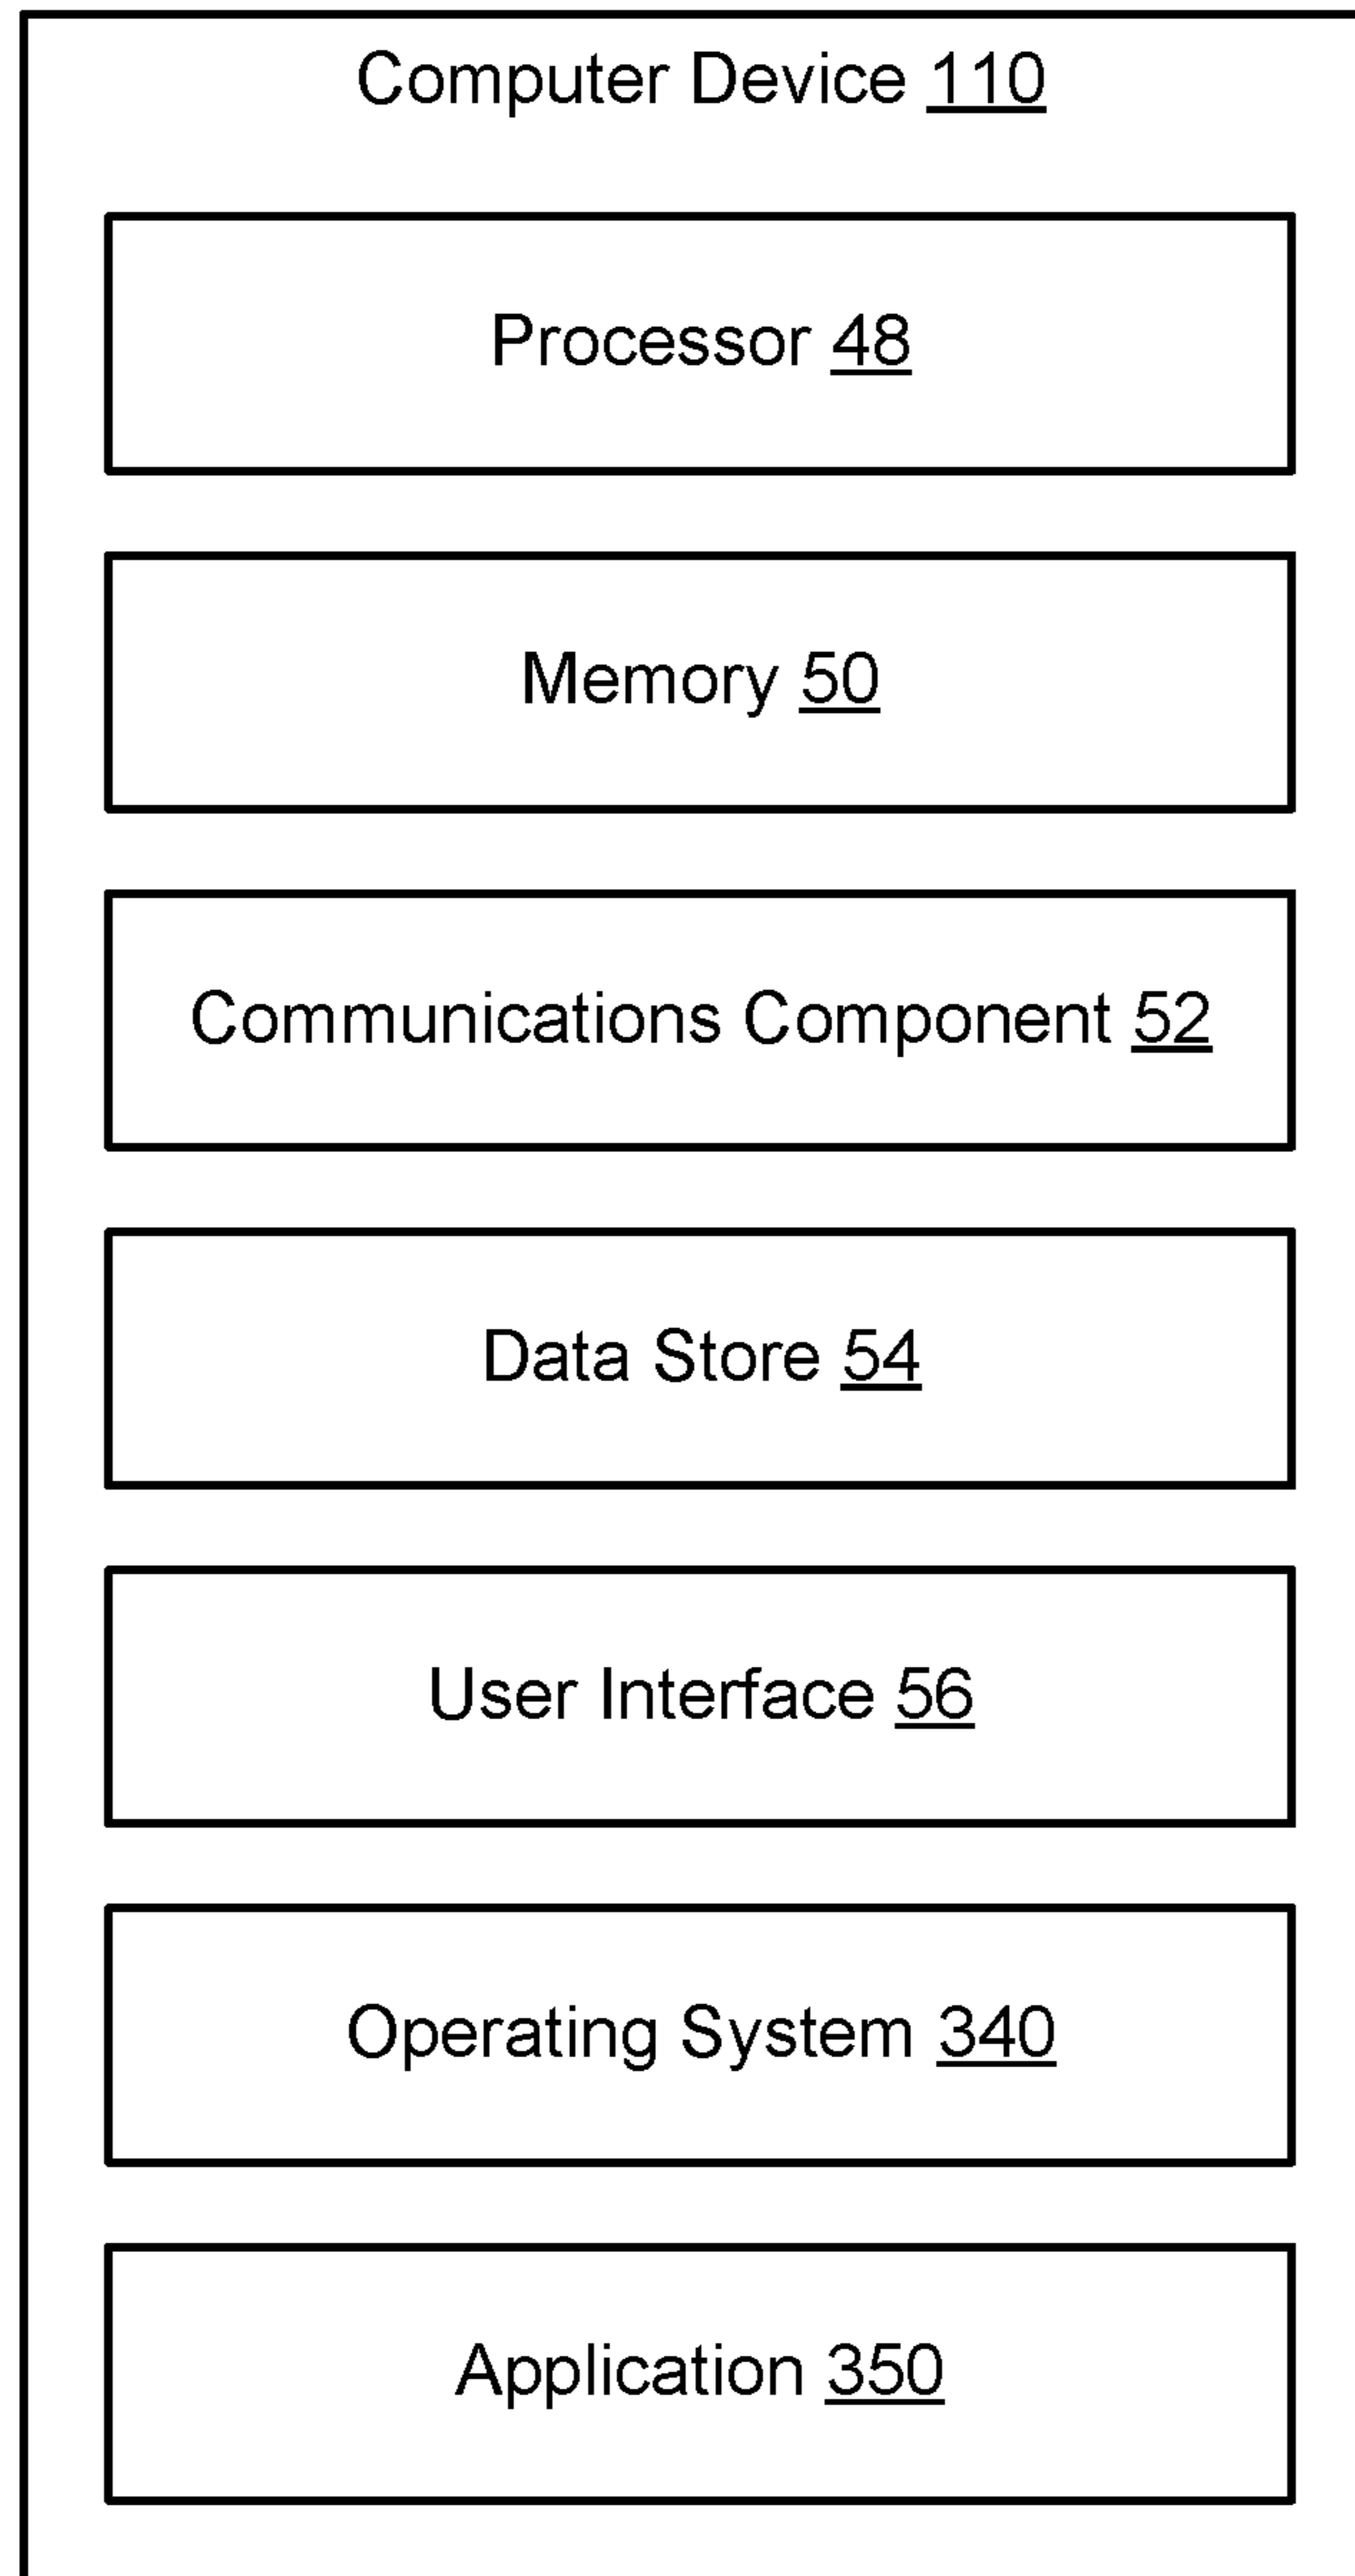 Computer Device 110
Processor 48
Memory 50
Communications Component 52
Data Store 54
User Interface 56
Operating System 340
Application 350